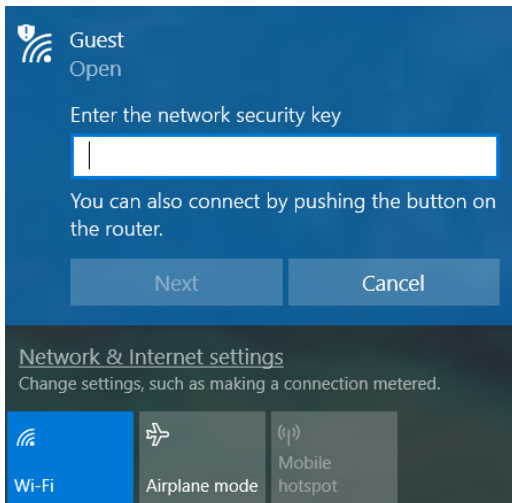 Guest
Open
Enter the network security key
You can also connect by pushing the button on
the router.
Next Cancel
Network & Internet settings
Change settings, such as making a connection metered.
Wi-Fi
Airplane mode
Mobile
hotspot